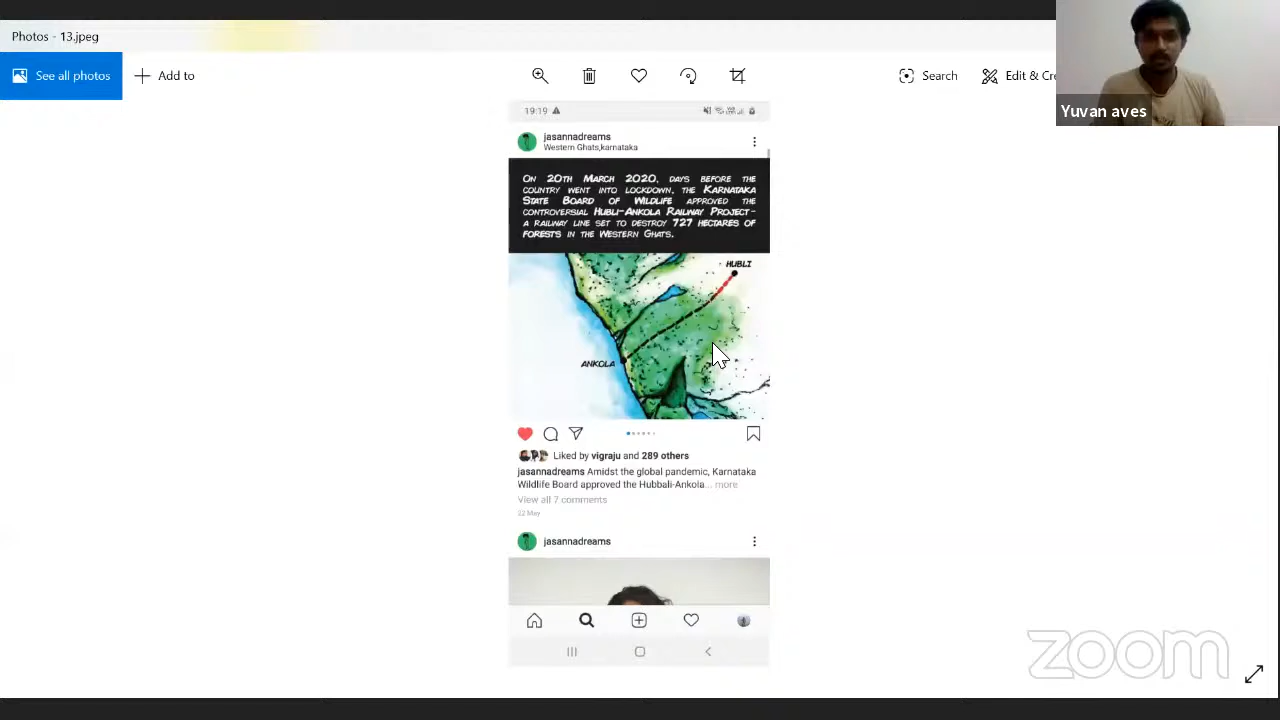 Photos - 13.jpeg
See all photos
Add to
Search
Edit & Cre
Yuvan aves
19:19
jasannadreams
Western Ghats,karnataka
ON 20TH MARCH 2020, DAYS BEFORE THE
COUNTRY WENT INTO LOCKDOWN, THE KARNATAKA
STATE BOARD OF WILDLIFE APPROVED THE
CONTROVERSIAL HUBLI-ANKOLA RAILWAY PROJECT -
A RAILWAY LINE SET TO DESTROY 727 HECTARES OF
FORESTS IN THE WESTERN GHATS.
HUBLI
ANKOLA
Liked by vigraju and 289 others
jasannadreams Amidst the global pandemic, Karnataka
Wildlife Board approved the Hubbali-Ankola... more
View all 7 comments
22 May
jasannadreams
zoom